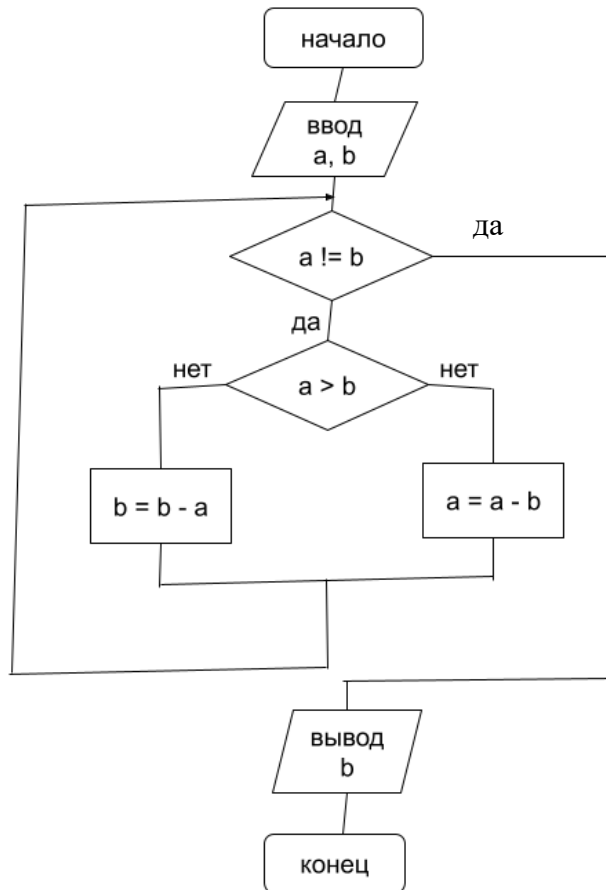 начало
ввод
a, b
a != b
да
да
a > b
нет
нет
b = b - a
a = a - b
вывод
b
конец